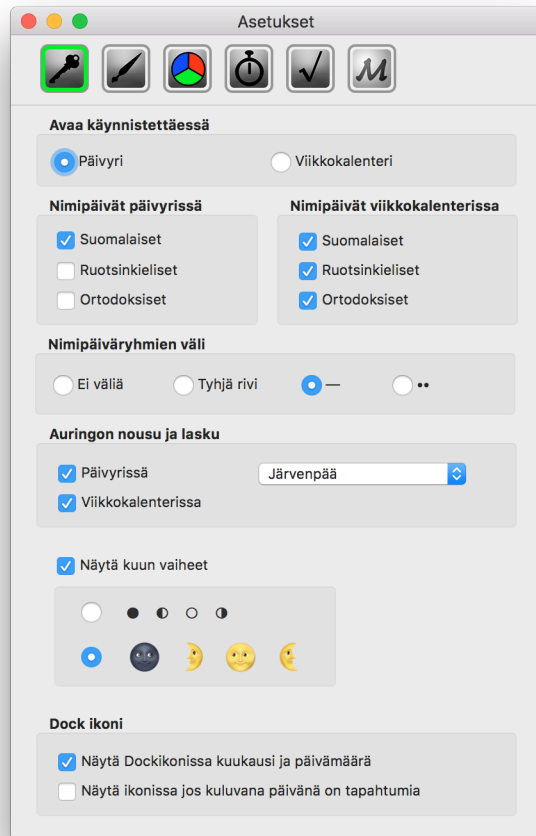 Asetukset
Avaa käynnistettäessä
Päivyri
Viikkokalenteri
Nimipäivät päivyrissä
Suomalaiset
Ruotsinkieliset
Ortodoksiset
Nimipäivät viikkokalenterissa
Suomalaiset
Ruotsinkieliset
Ortodoksiset
Nimipäiväryhmien väli
Ei väliä
Tyhjä rivi
—
••
Auringon nousu ja lasku
Päivyrissä
Järvenpää
Viikkokalenterissa
Näytä kuun vaiheet
Dock ikoni
Näytä Dockikonissa kuukausi ja päivämäärä
Näytä ikonissa jos kuluvana päivänä on tapahtumia